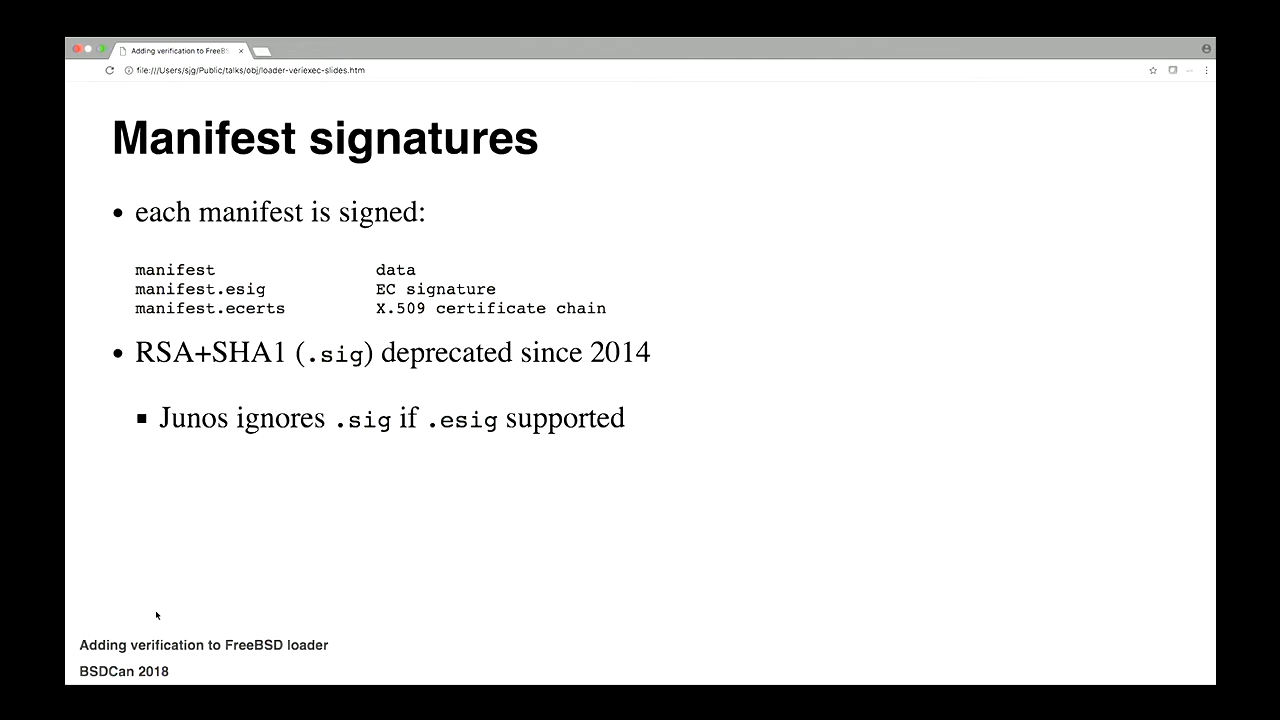 Adding verification to FreeBS
file:///Users/sjg/Public/talks/obj/loader-veriexec-slides.htm
Manifest signatures
• each manifest is signed:
manifest data
manifest.esig EC signature
manifest.ecerts X.509 certificate chain
• RSA+SHA1 (.sig) deprecated since 2014
▪ Junos ignores .sig if .esig supported
Adding verification to FreeBSD loader
BSDCan 2018